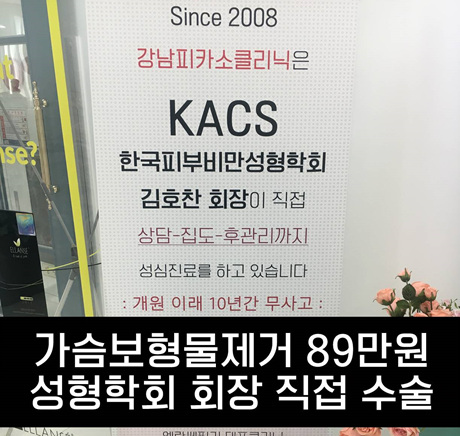 Since 2008
강남피카소클리닉은
KACS
한국피부비만성형학회
김호찬 회장이 직접
상담-집도-후관리까지
성심진료를 하고 있습니다
: 개원 이래 10년간 무사고 :
ELLANSE
가슴보형물제거 89만원
성형학회 회장 직접 수술